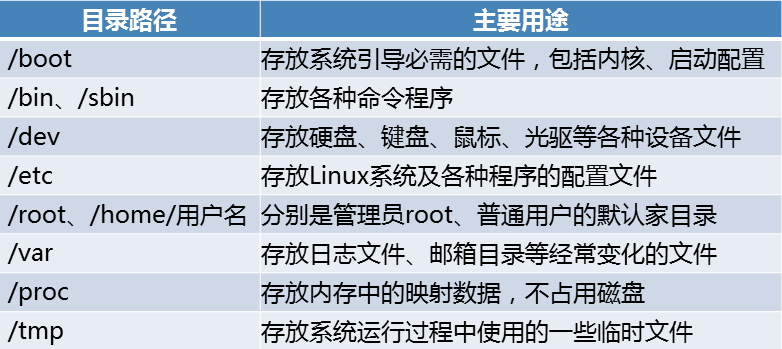 目录路径 主要用途
/boot 存放系统引导必需的文件，包括内核、启动配置
/bin、/sbin 存放各种命令程序
/dev 存放硬盘、键盘、鼠标、光驱等各种设备文件
/etc 存放Linux系统及各种程序的配置文件
/root、/home/用户名 分别是管理员root、普通用户的默认家目录
/var 存放日志文件、邮箱目录等经常变化的文件
/proc 存放内存中的映射数据，不占用磁盘
/tmp 存放系统运行过程中使用的一些临时文件